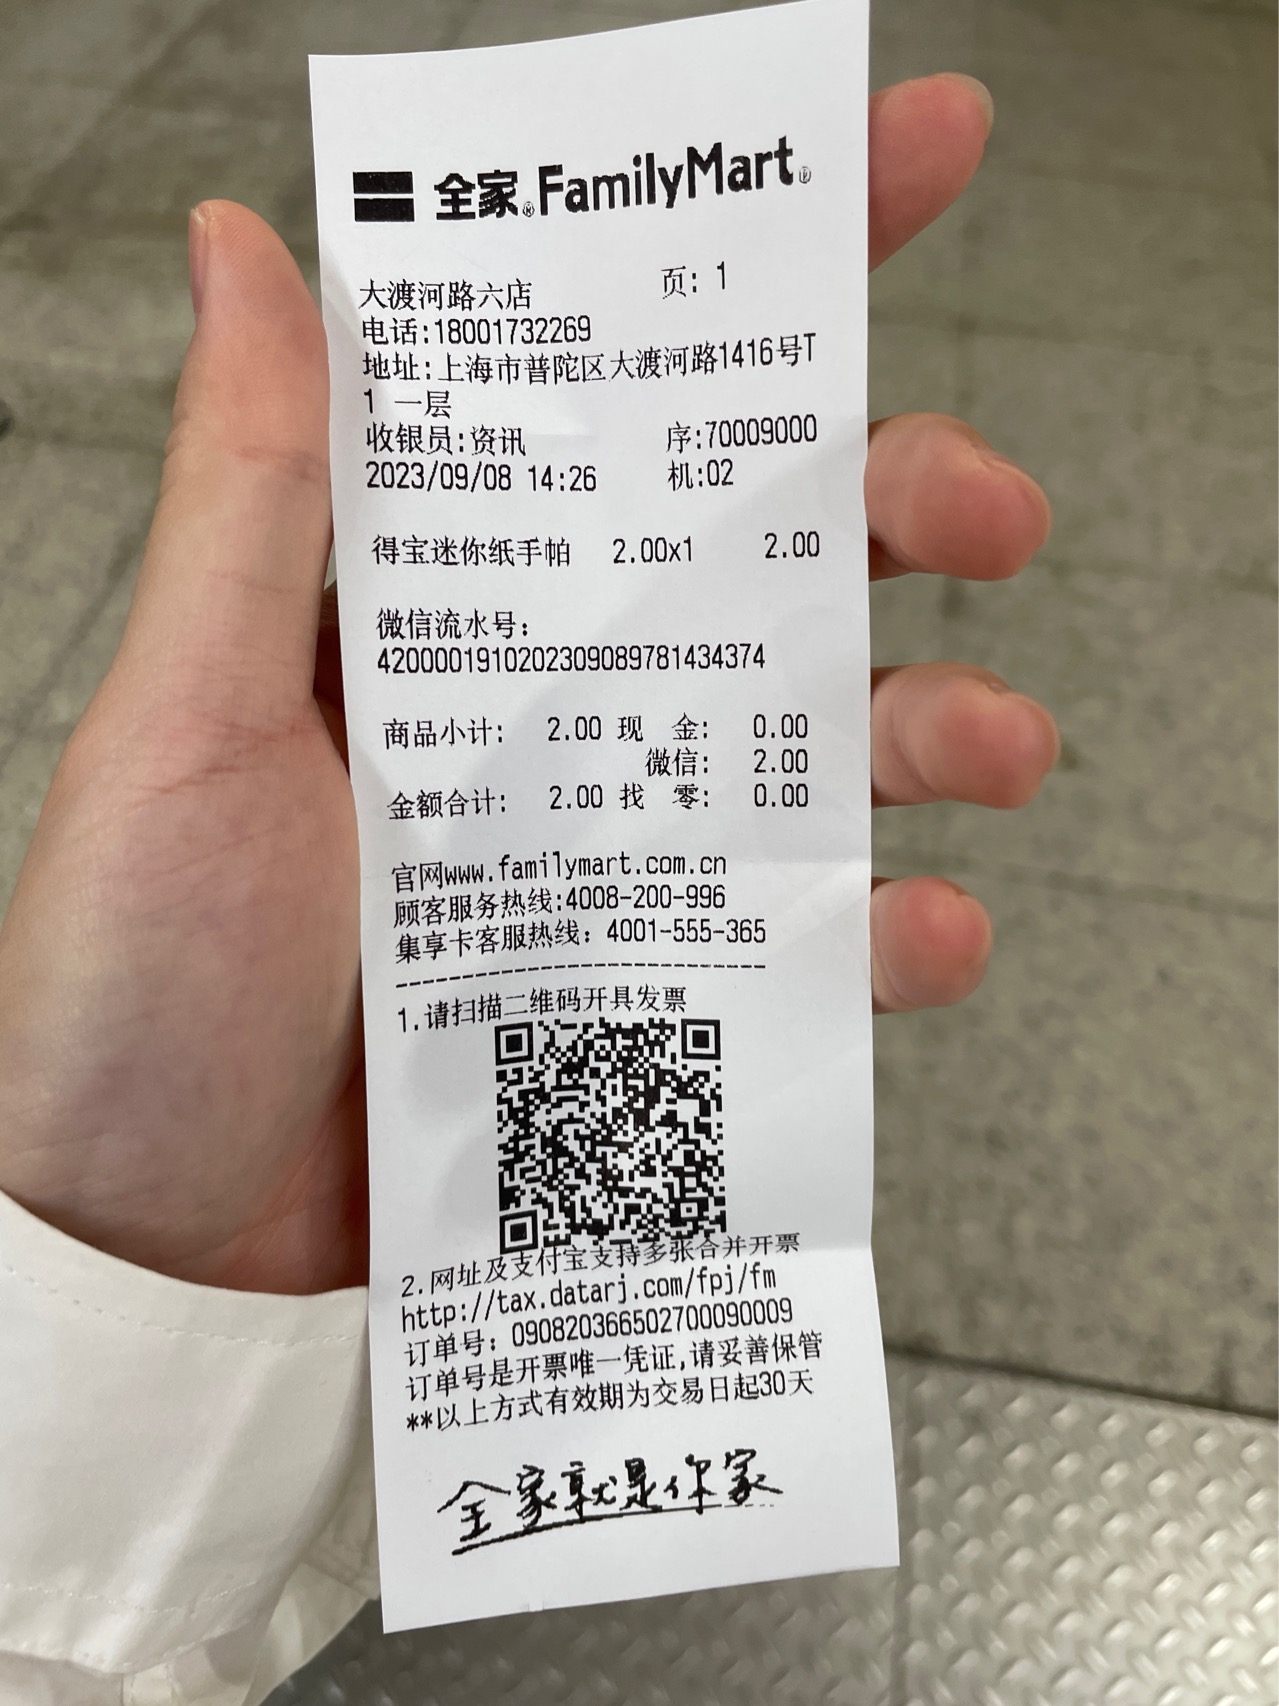 全家® FamilyMart®
大渡河路六店 页: 1
电话:18001732269
地址:上海市普陀区大渡河路1416号T
1 一层
收银员:资讯 序:70009000
2023/09/08 14:26 机:02
得宝迷你纸手帕 2.00x1 2.00
微信流水号:
4200001910202309089781434374
商品小计: 2.00 现 金: 0.00
微信: 2.00
金额合计: 2.00 找 零: 0.00
官网www.familymart.com.cn
顾客服务热线:4008-200-996
集享卡客服热线: 4001-555-365
---------------------------
1.请扫描二维码开具发票
2.网址及支付宝支持多张合并开票
http://tax.datarj.com/fpj/fm
订单号: 090820366502700090009
订单号是开票唯一凭证,请妥善保管
**以上方式有效期为交易日起30天
全家就是你家